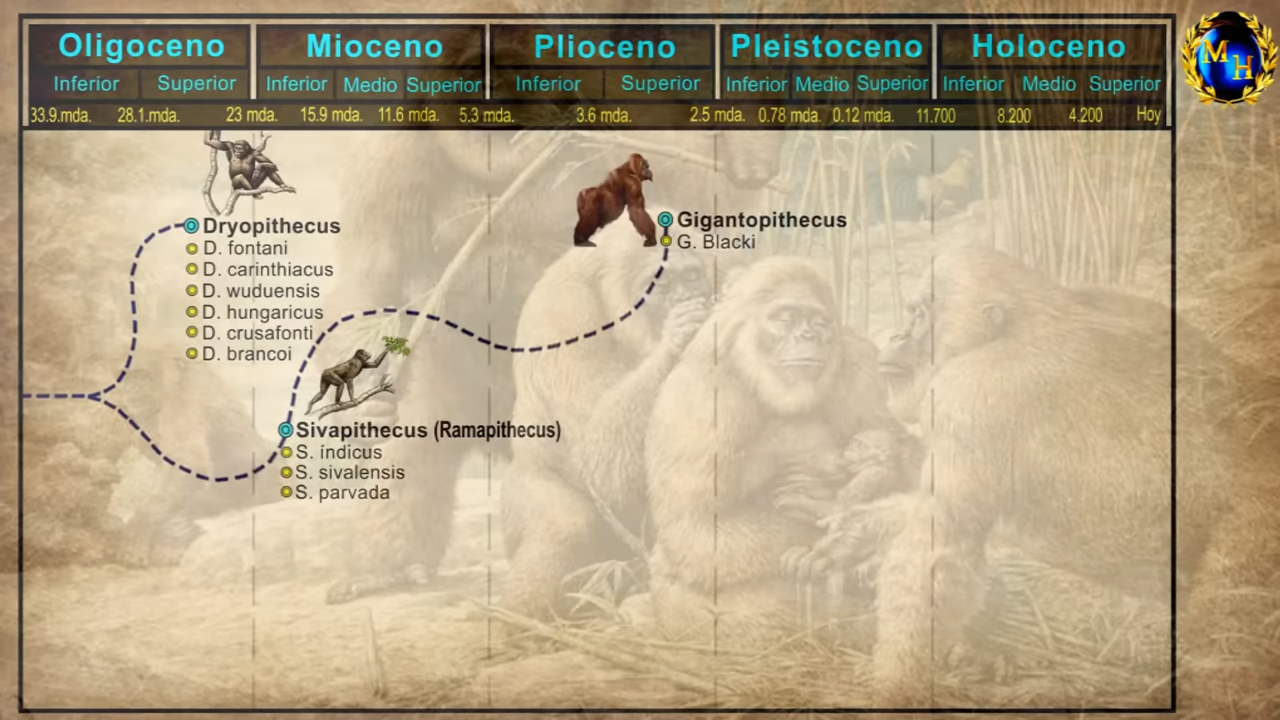 Oligoceno Mioceno Plioceno Pleistoceno Holoceno
Inferior Superior Inferior Medio Superior Inferior Superior Inferior Medio Superior Inferior Medio Superior
33.9.mda. 28.1.mda. 23 mda. 15.9 mda. 11.6 mda. 5.3 mda. 3.6 mda. 2.5 mda. 0.78 mda. 0.12 mda. 11.700 8.200 4.200 Hoy
MH
Dryopithecus
D. fontani
D. carinthiacus
D. wuduensis
D. hungaricus
D. crusafonti
D. brancoi
Gigantopithecus
G. Blacki
Sivapithecus (Ramapithecus)
S. índicus
S. sivalensis
S. parvada